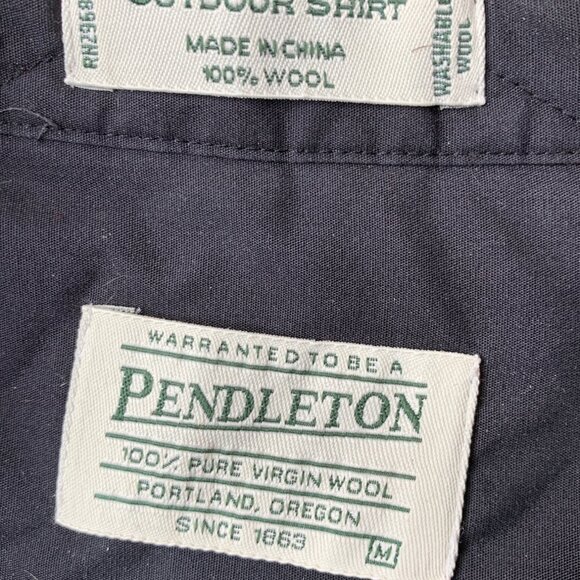 OUTDOOR SHIRT
MADE IN CHINA
100% WOOL
RN29685
WASHABLE
WOOL
WARRANTED TO BE A
PENDLETON
100% PURE VIRGIN WOOL
PORTLAND, OREGON
SINCE 1863
M